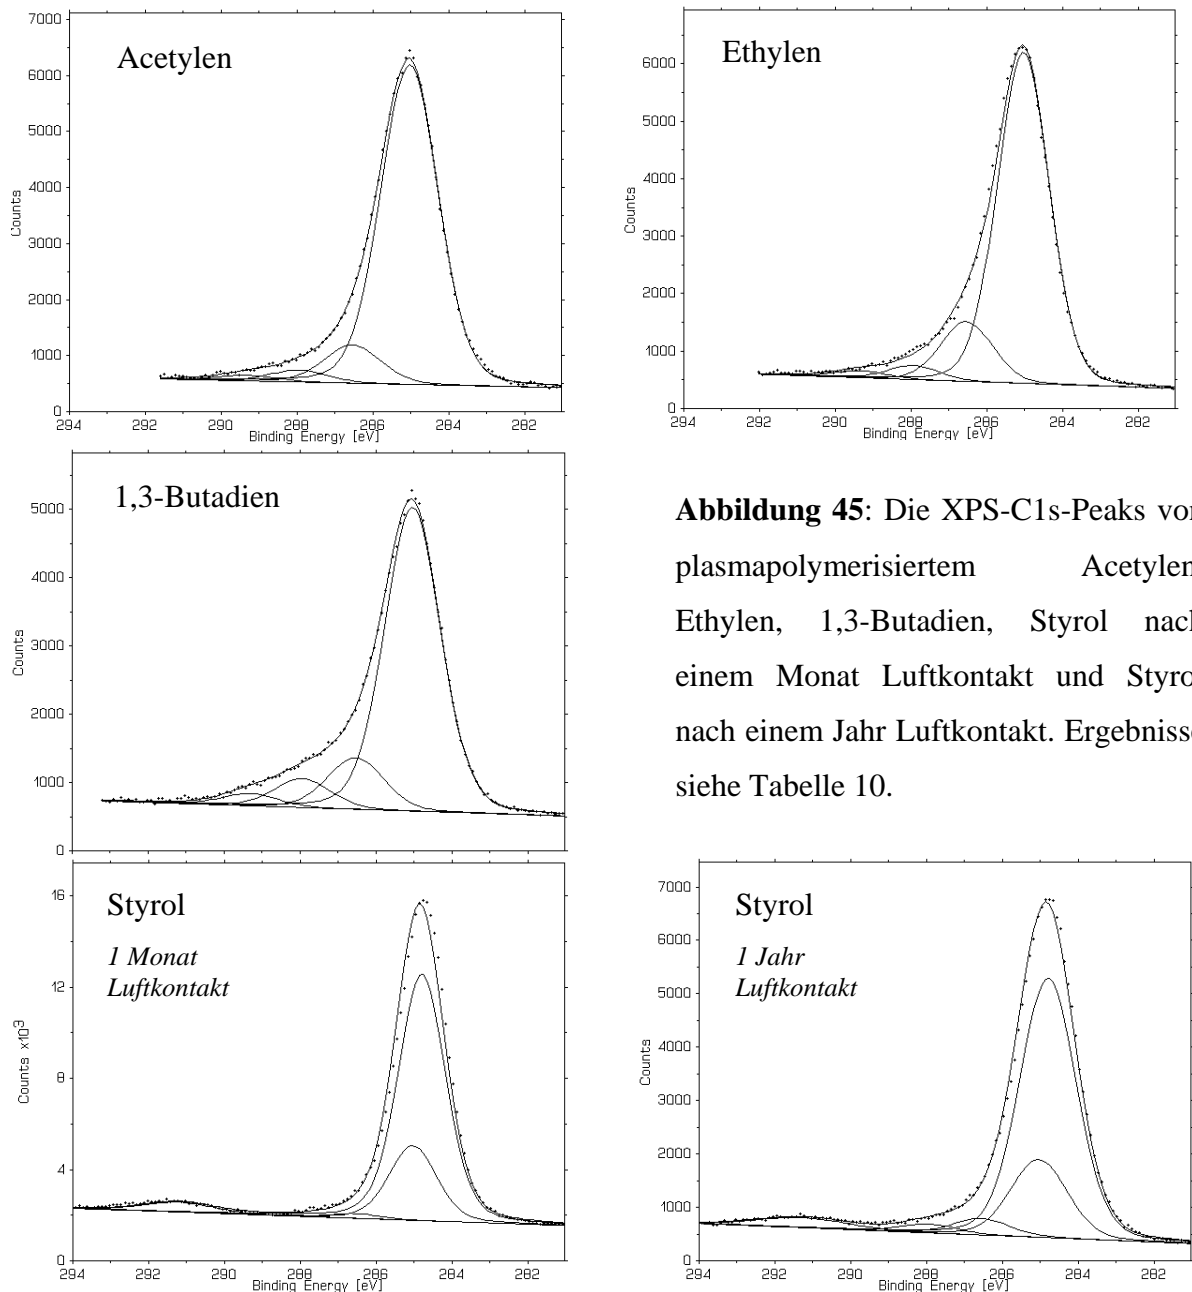 Acetylen
7000
6000
5000
4000
3000
2000
1000
0
Counts
294 292 290 288 286 284 282
Binding Energy [eV]
Ethylen
6000
5000
4000
3000
2000
1000
0
Counts
294 292 290 288 286 284 282
Binding Energy [eV]
1,3-Butadien
5000
4000
3000
2000
1000
0
Counts
Abbildung 45: Die XPS-C1s-Peaks von
plasmapolymerisiertem Acetylen
Ethylen, 1,3-Butadien, Styrol nach
einem Monat Luftkontakt und Styrol
nach einem Jahr Luftkontakt. Ergebnisse
siehe Tabelle 10.
Styrol
1 Monat
Luftkontakt
16
12
8
4
0
Counts x10³
294 292 290 288 286 284 282
Binding Energy [eV]
Styrol
1 Jahr
Luftkontakt
7000
6000
5000
4000
3000
2000
1000
0
Counts
294 292 290 288 286 284 282
Binding Energy [eV]